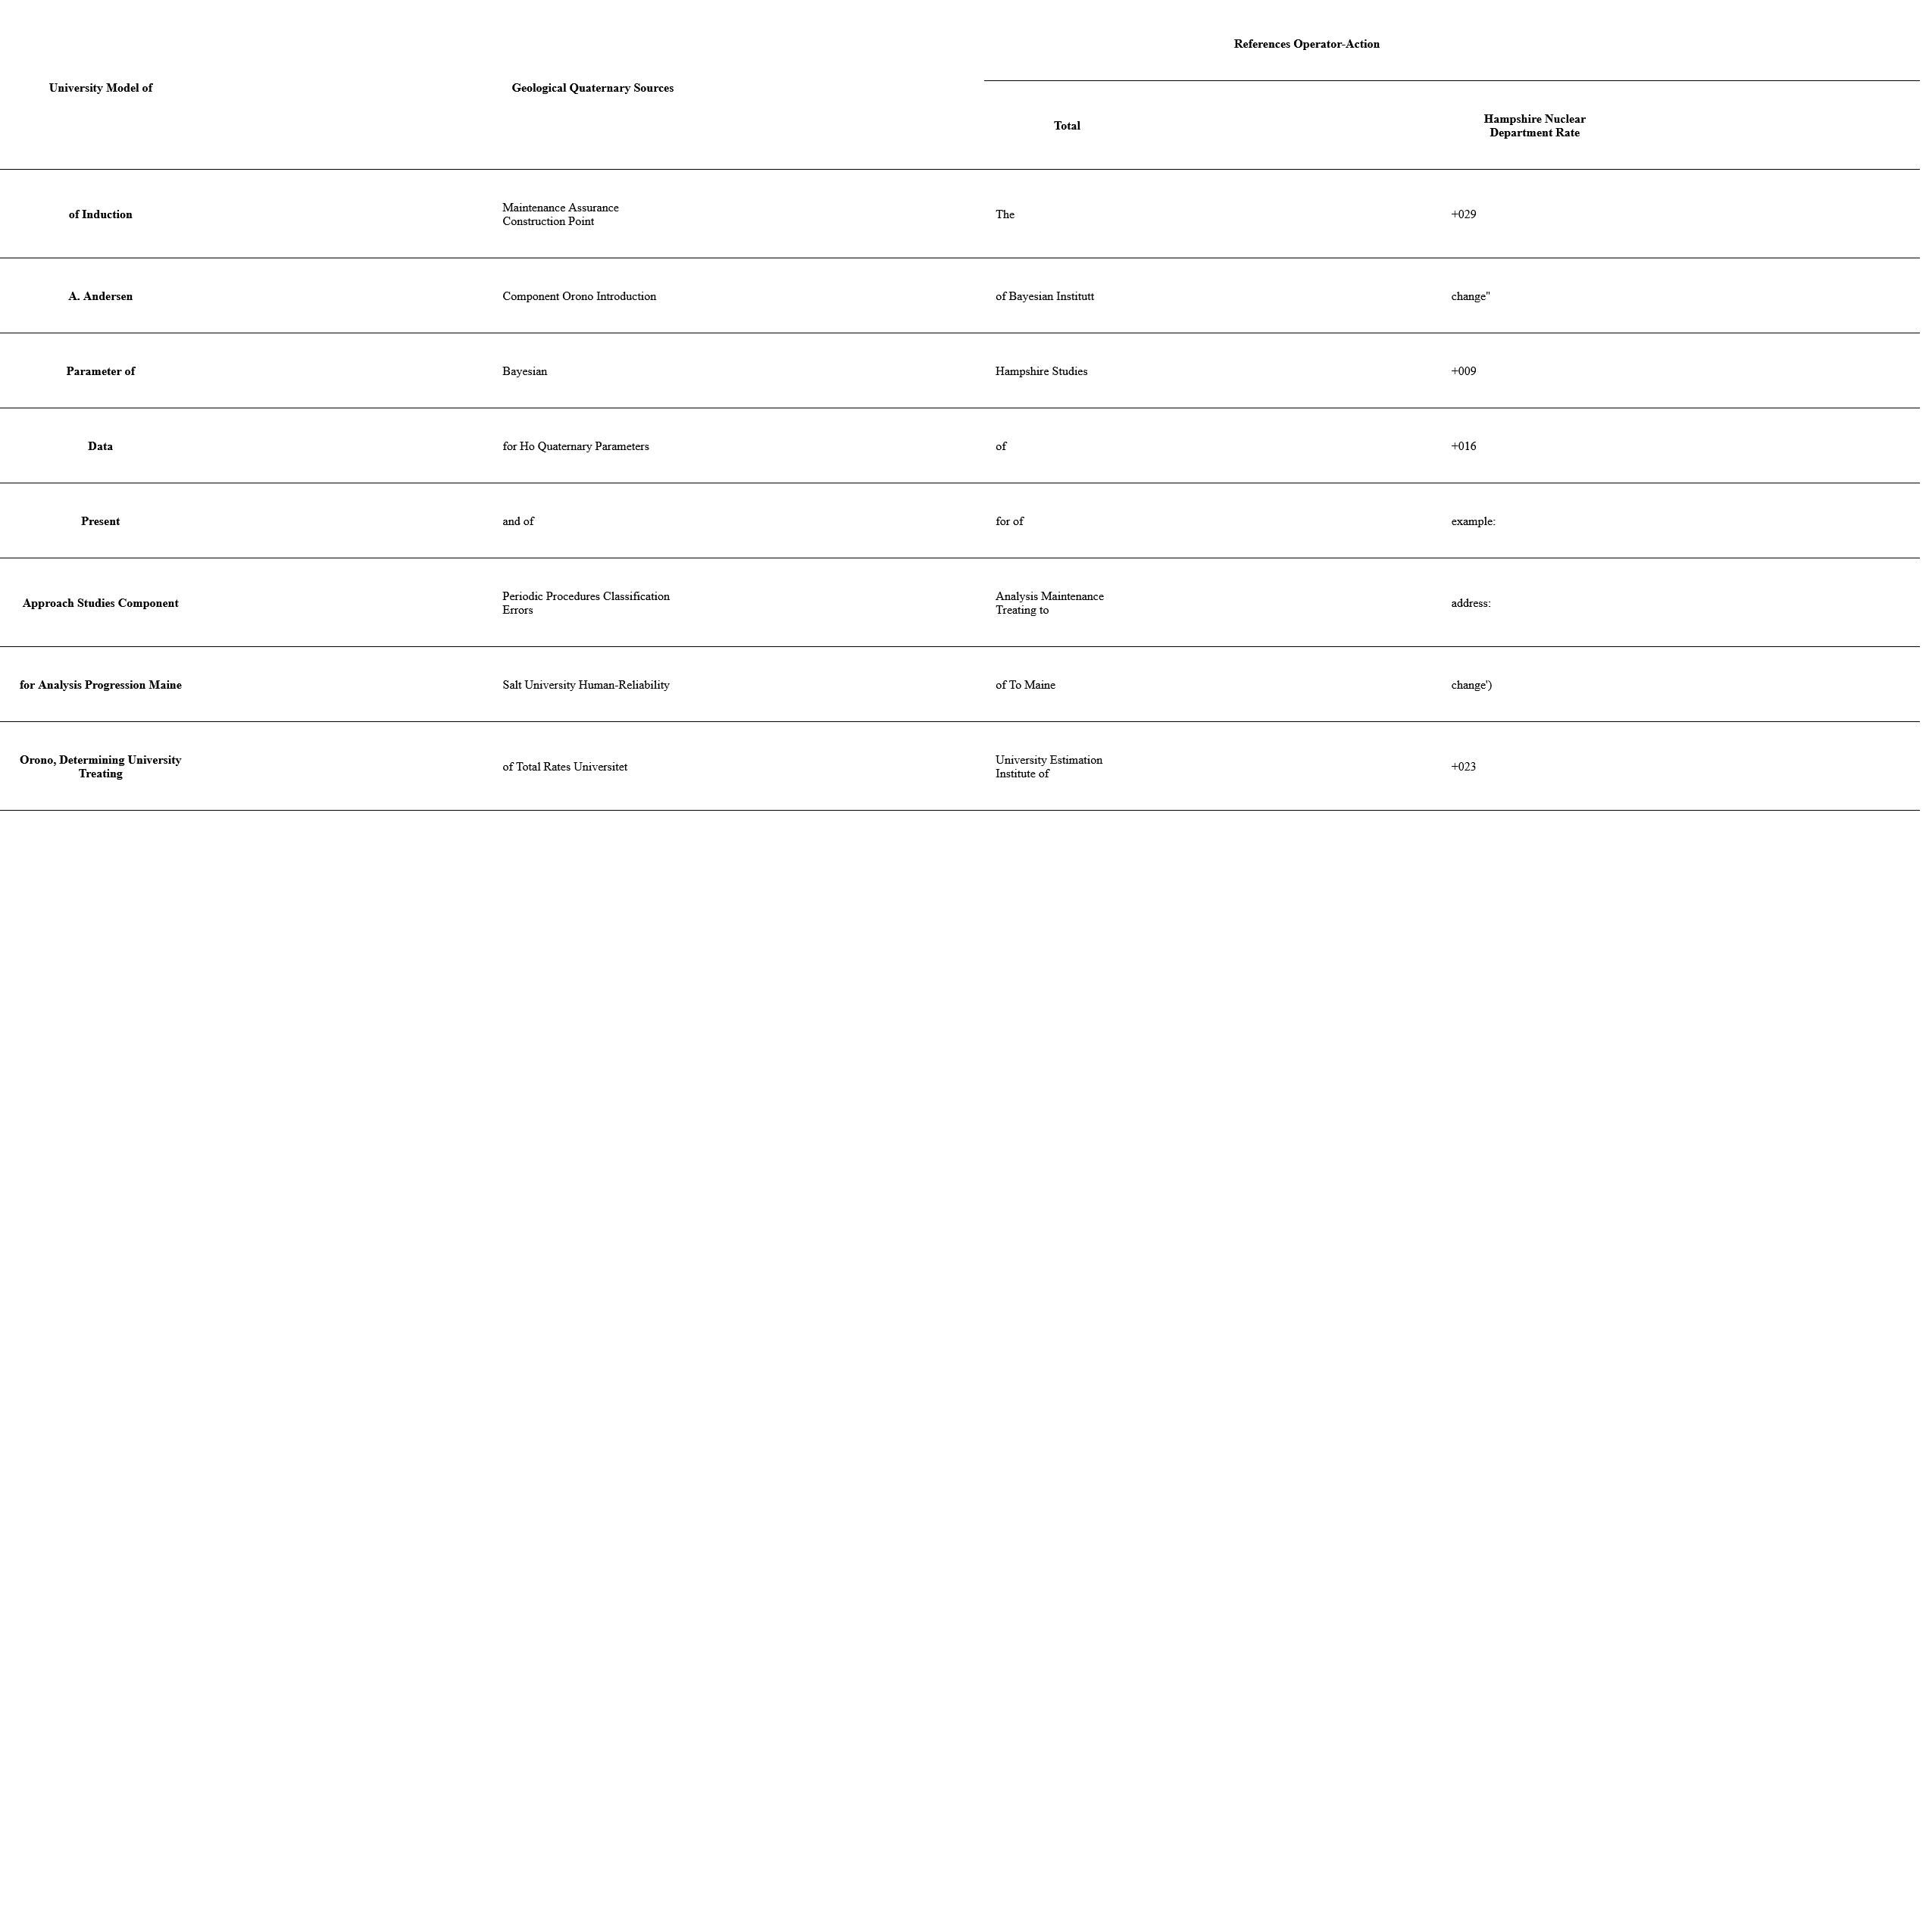 References Operator-Action
University Model of
Geological Quaternary Sources
Total
Hampshire Nuclear
Department Rate
of Induction
Maintenance Assurance
Construction Point
The
+029
A. Andersen
Component Orono Introduction
of Bayesian Institutt
change"
Parameter of
Bayesian
Hampshire Studies
+009
Data
for Ho Quaternary Parameters
of
+016
Present
and of
for of
example:
Approach Studies Component
Periodic Procedures Classification
Errors
Analysis Maintenance
Treating to
address:
for Analysis Progression Maine
Salt University Human-Reliability
of To Maine
change')
Orono, Determining University
Treating
of Total Rates Universitet
University Estimation
Institute of
+023